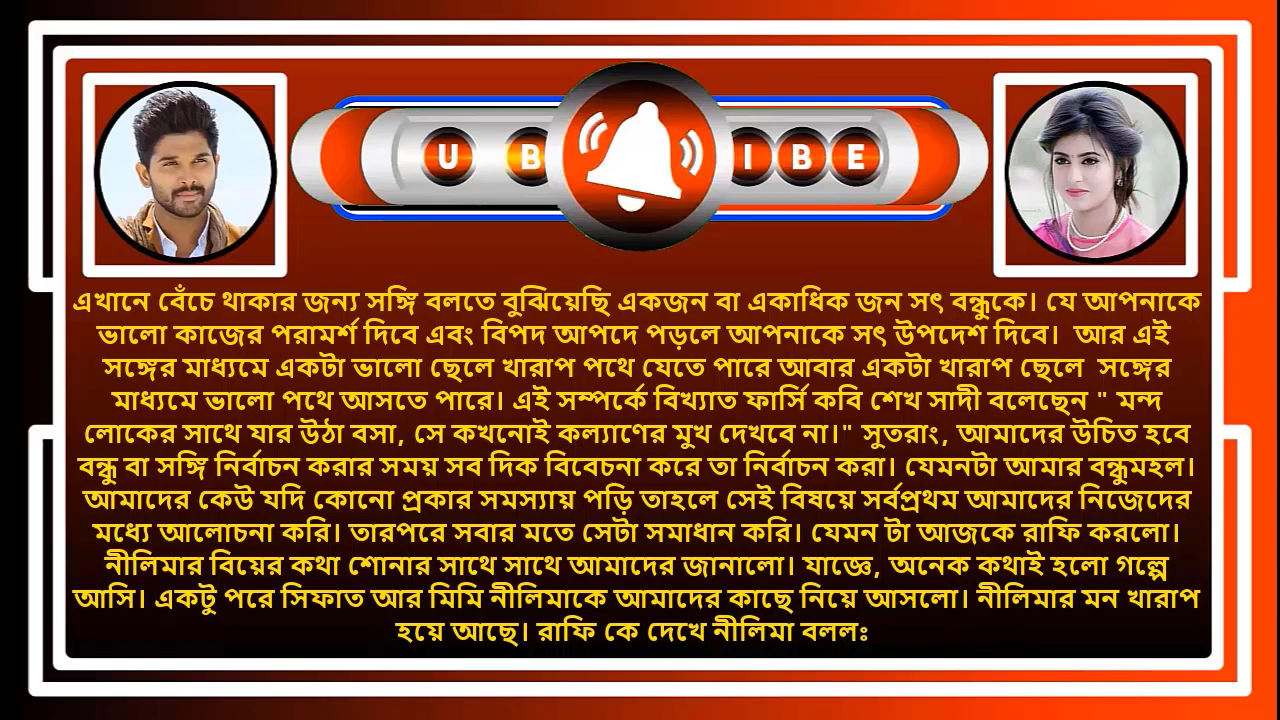 U B IBE
এখানে বেঁচে থাকার জন্য সঙ্গি বলতে বুঝিয়েছি একজন বা একাধিক জন সৎ বন্ধুকে। যে আপনাকে
ভালো কাজের পরামর্শ দিবে এবং বিপদ আপদে পড়লে আপনাকে সৎ উপদেশ দিবে। আর এই
সঙ্গের মাধ্যমে একটা ভালো ছেলে খারাপ পথে যেতে পারে আবার একটা খারাপ ছেলে সঙ্গের
মাধ্যমে ভালো পথে আসতে পারে। এই সম্পর্কে বিখ্যাত ফার্সি কবি শেখ সাদী বলেছেন " মন্দ
লোকের সাথে যার উঠা বসা, সে কখনোই কল্যাণের মুখ দেখবে না।" সুতরাং, আমাদের উচিত হবে
বন্ধু বা সঙ্গি নির্বাচন করার সময় সব দিক বিবেচনা করে তা নির্বাচন করা। যেমনটা আমার বন্ধুমহল।
আমাদের কেউ যদি কোনো প্রকার সমস্যায় পড়ি তাহলে সেই বিষয়ে সর্বপ্রথম আমাদের নিজেদের
মধ্যে আলোচনা করি। তারপরে সবার মতে সেটা সমাধান করি। যেমন টা আজকে রাফি করলো।
নীলিমার বিয়ের কথা শোনার সাথে সাথে আমাদের জানালো। যাজ্ঞে, অনেক কথাই হলো গল্পে
আসি। একটু পরে সিফাত আর মিমি নীলিমাকে আমাদের কাছে নিয়ে আসলো। নীলিমার মন খারাপ
হয়ে আছে। রাফি কে দেখে নীলিমা বললঃ